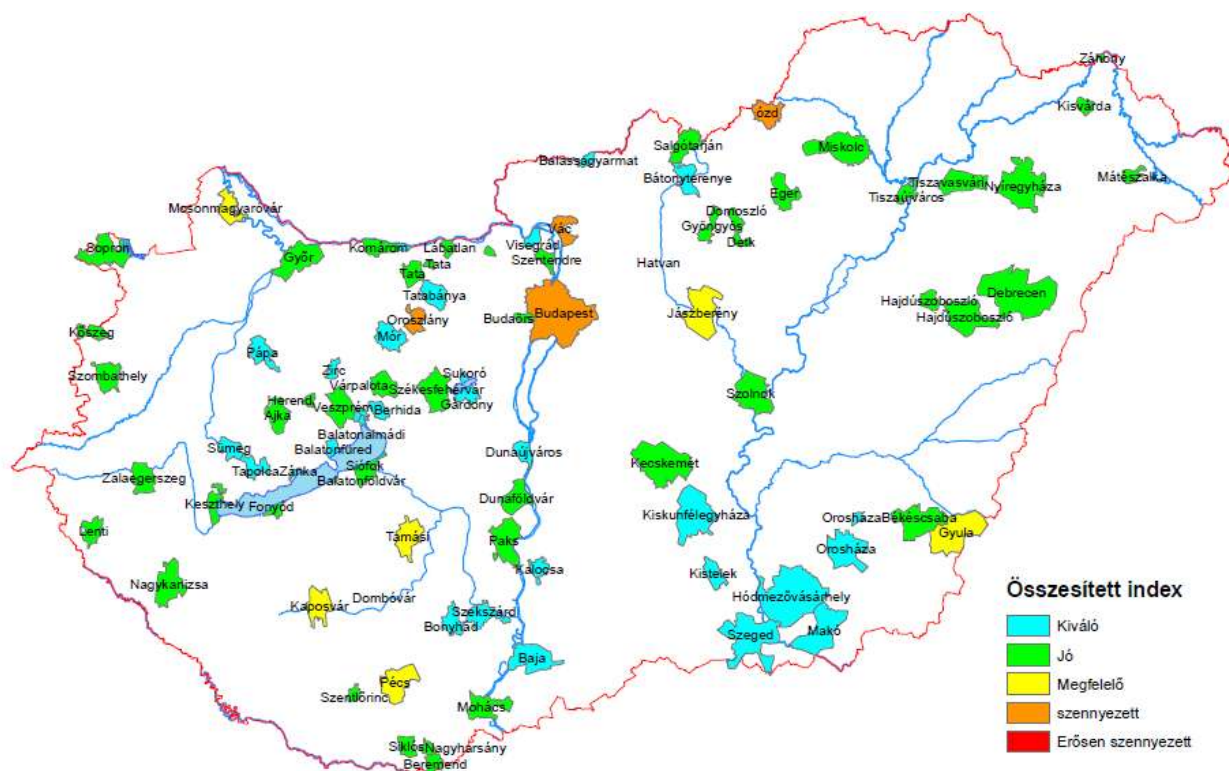 Záhony
Kisvárda
ózd
Salgótarján
Miskolc
Balassagyarmat
Bátonyterenye
Tiszavasvári
Nyíregyháza
Mátészalka
Eger
Tiszaújváros
Mosonmagyaróvár
Domoszló
Gyöngyös
Vác
Detk
Visegrád
Sopron
Győr
Komárom
Lábatlan
Szentendre
Tata
Tata
Hatvan
Tatabánya
Debrecen
Hajdúszoboszló
Hajdúszoboszló
Oroszlány
Budaörs
Budapest
Jászberény
Kőszeg
Mór
Pápa
Szombathely
Zirc
Sukoró
Várpalota
Székesfehérvár
Szolnok
Herend
Veszprém
Gárdony
Ajka
Berhida
Balatonalmádi
Sümeg
Balatonfüred
Dunaújváros
Kecskemét
Tapolca
Zánka
Siófok
Zalaegerszeg
Balatonföldvár
Keszthely
Fonyód
Dunaföldvár
Kiskunfélegyháza
Orosháza
Békéscsaba
Lenti
Tamási
Gyula
Paks
Orosháza
Kalocsa
Kistelek
Nagykanizsa
Hódmezővásárhely
Dombóvár
Kaposvár
Szekszárd
Bonyhád
Makó
Szeged
Baja
Pécs
Szentlőrinc
Mohács
Siklós
Nagyharsány
Beremend
Összesített index
Kiváló
Jó
Megfelelő
szennyezett
Erősen szennyezett